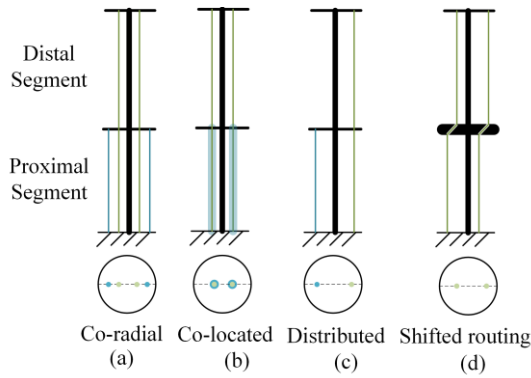 Distal
Segment
Proximal
Segment
Co-radial
Co-located
Distributed
Shifted routing
(a)
(b)
(c)
(d)